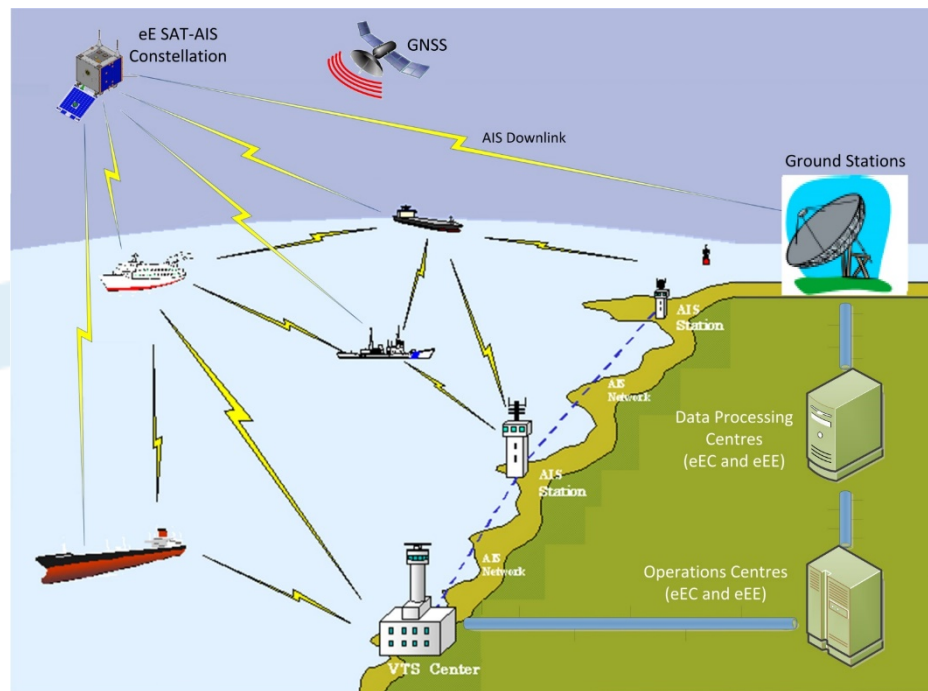 eE SAT-AIS
Constellation
GNSS
AIS Downlink
Ground Stations
AIS
Station
AIS
Network
Data Processing
Centres
(eEC and eEE)
AIS
Station
AIS
Network
Operations Centres
(eEC and eEE)
VTS Center